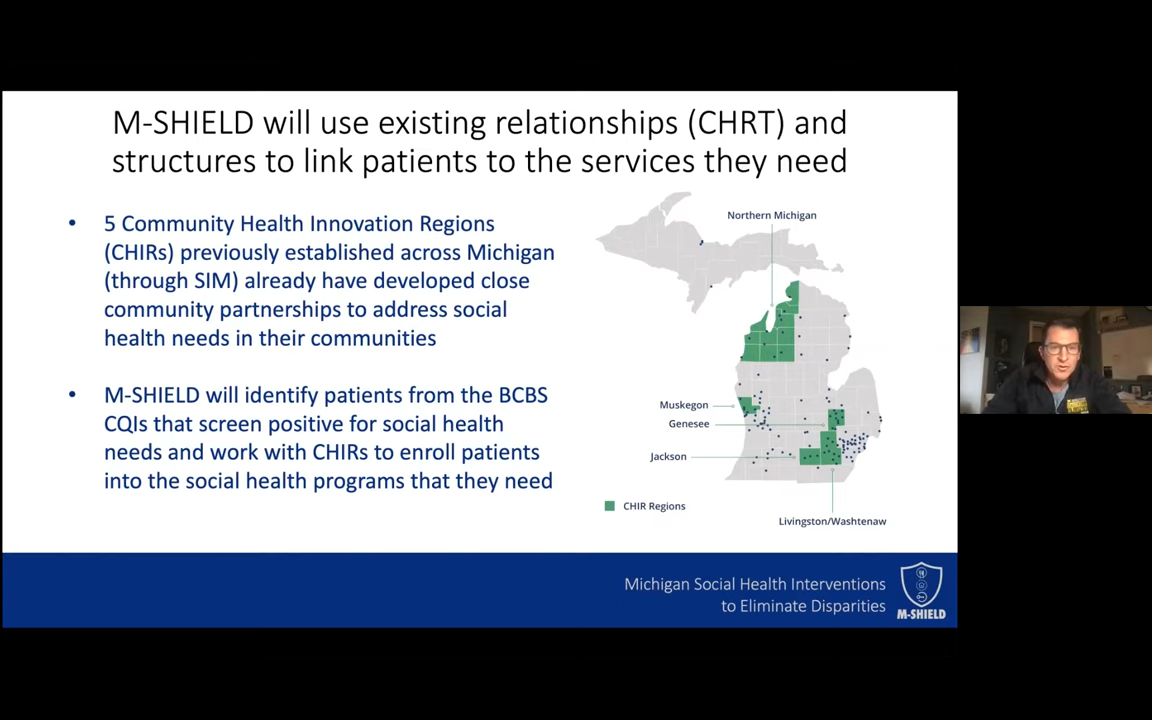 M-SHIELD will use existing relationships (CHRT) and
structures to link patients to the services they need
• 5 Community Health Innovation Regions
(CHIRs) previously established across Michigan
(through SIM) already have developed close
community partnerships to address social
health needs in their communities
• M-SHIELD will identify patients from the BCBS
CQIs that screen positive for social health
needs and work with CHIRs to enroll patients
into the social health programs that they need
Northern Michigan
Muskegon
Genesee
Jackson
CHIR Regions
Livingston/Washtenaw
Michigan Social Health Interventions
to Eliminate Disparities
M-SHIELD